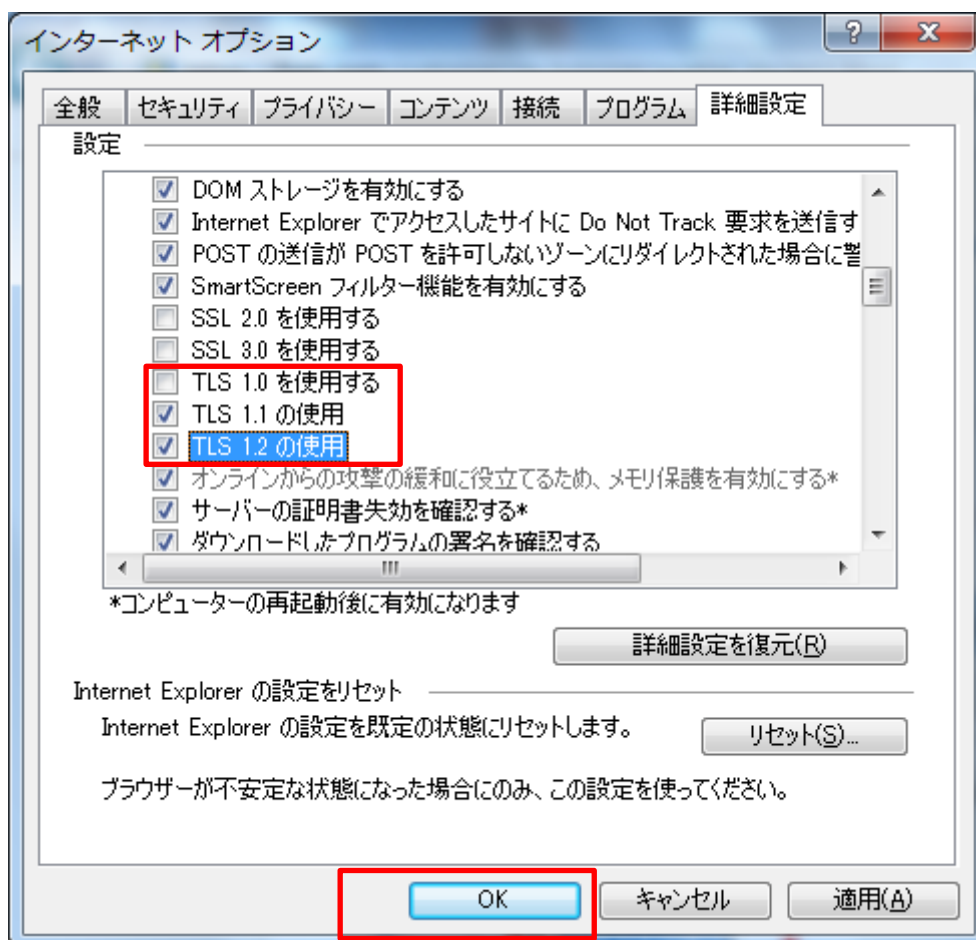 インターネット オプション
全般 セキュリティ プライバシー コンテンツ 接続 プログラム 詳細設定
設定
DOM ストレージを有効にする
Internet Explorer でアクセスしたサイトに Do Not Track 要求を送信す
POST の送信が POST を許可しないゾーンにリダイレクトされた場合に警
SmartScreen フィルター機能を有効にする
SSL 2.0 を使用する
SSL 3.0 を使用する
TLS 1.0 を使用する
TLS 1.1 の使用
TLS 1.2 の使用
オンラインからの攻撃の緩和に役立てるため、メモリ保護を有効にする*
サーバーの証明書失効を確認する*
ダウンロードしたプログラムの署名を確認する
*コンピューターの再起動後に有効になります
詳細設定を復元(R)
Internet Explorer の設定をリセット
Internet Explorer の設定を既定の状態にリセットします。
リセット(S)...
ブラウザーが不安定な状態になった場合にのみ、この設定を使ってください。
OK キャンセル 適用(A)